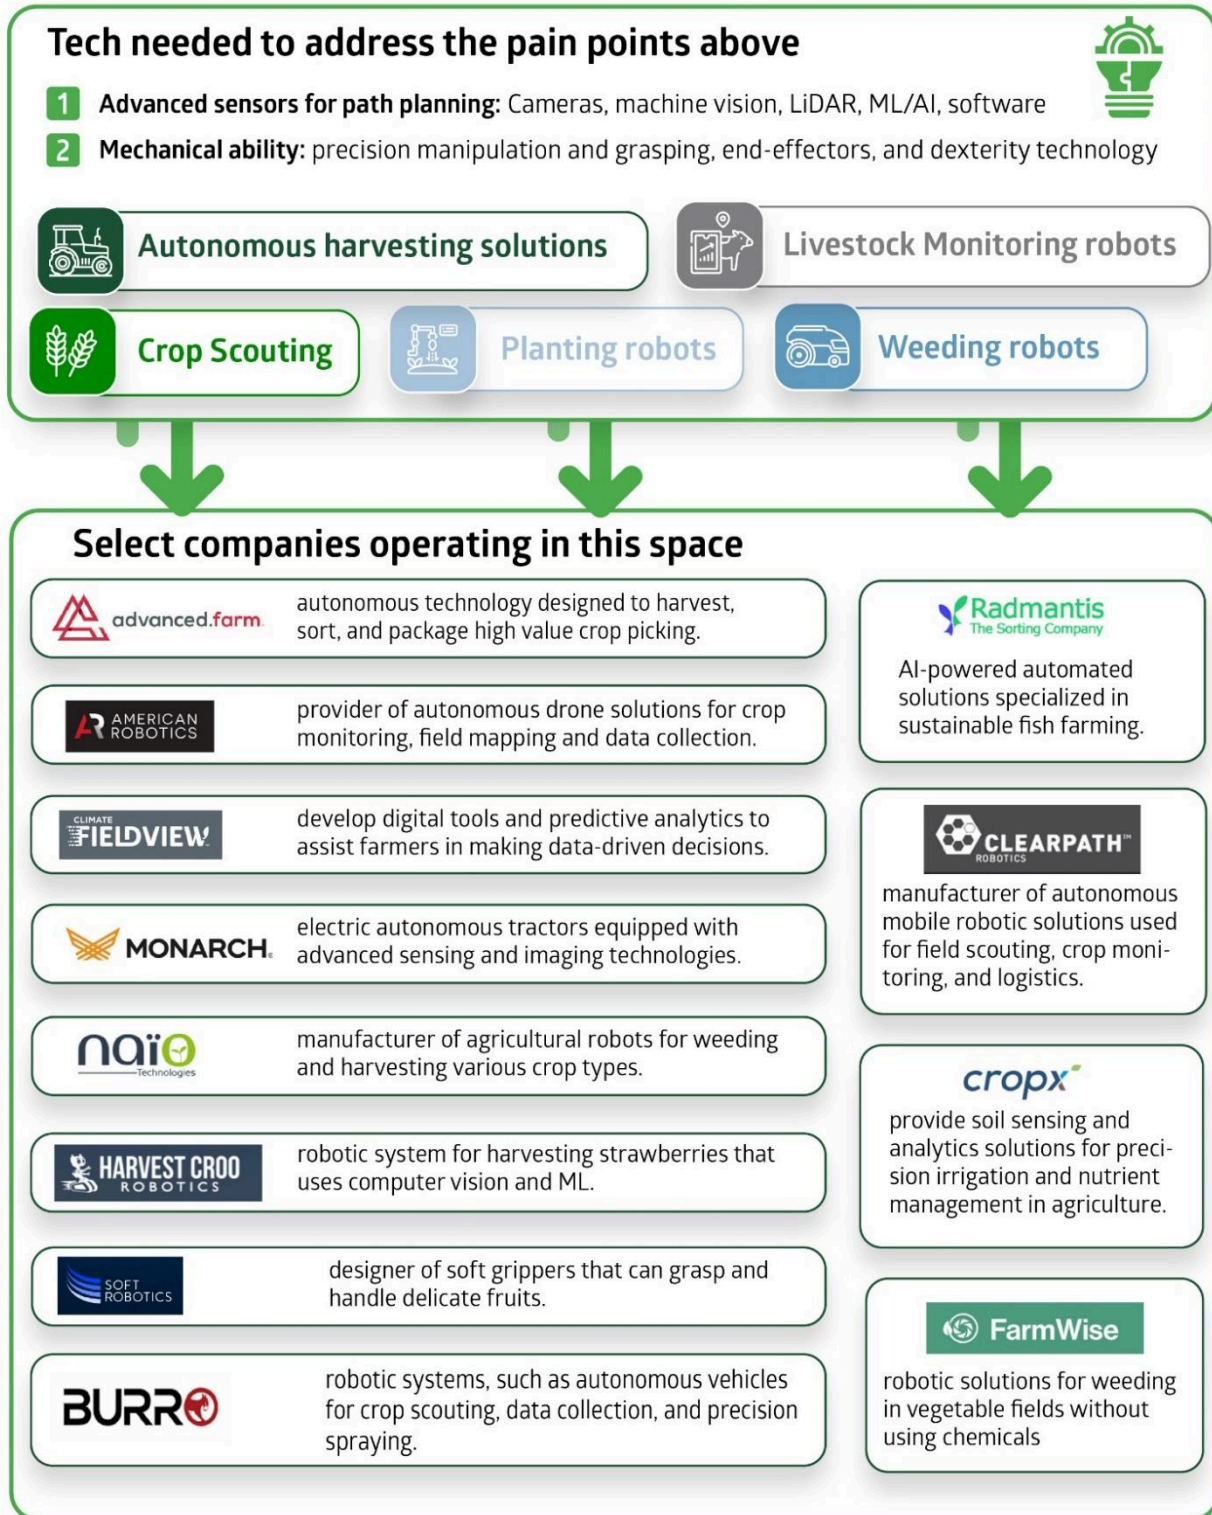 Tech needed to address the pain points above
1 Advanced sensors for path planning: Cameras, machine vision, LiDAR, ML/AI, software
2 Mechanical ability: precision manipulation and grasping, end-effectors, and dexterity technology
Autonomous harvesting solutions
Livestock Monitoring robots
Crop Scouting
Planting robots
Weeding robots
Select companies operating in this space
advanced.farm
autonomous technology designed to harvest,
sort, and package high value crop picking.
AR AMERICAN
ROBOTICS
provider of autonomous drone solutions for crop
monitoring, field mapping and data collection.
CLIMATE
FIELDVIEW
develop digital tools and predictive analytics to
assist farmers in making data-driven decisions.
MONARCH
electric autonomous tractors equipped with
advanced sensing and imaging technologies.
naïo
Technologies
manufacturer of agricultural robots for weeding
and harvesting various crop types.
HARVEST CROO
ROBOTICS
robotic system for harvesting strawberries that
uses computer vision and ML.
SOFT
ROBOTICS
designer of soft grippers that can grasp and
handle delicate fruits.
BURRO
robotic systems, such as autonomous vehicles
for crop scouting, data collection, and precision
spraying.
Radmantis
The Sorting Company
AI-powered automated
solutions specialized in
sustainable fish farming.
CLEARPATH™
ROBOTICS
manufacturer of autonomous
mobile robotic solutions used
for field scouting, crop moni-
toring, and logistics.
cropx
provide soil sensing and
analytics solutions for preci-
sion irrigation and nutrient
management in agriculture.
FarmWise
robotic solutions for weeding
in vegetable fields without
using chemicals